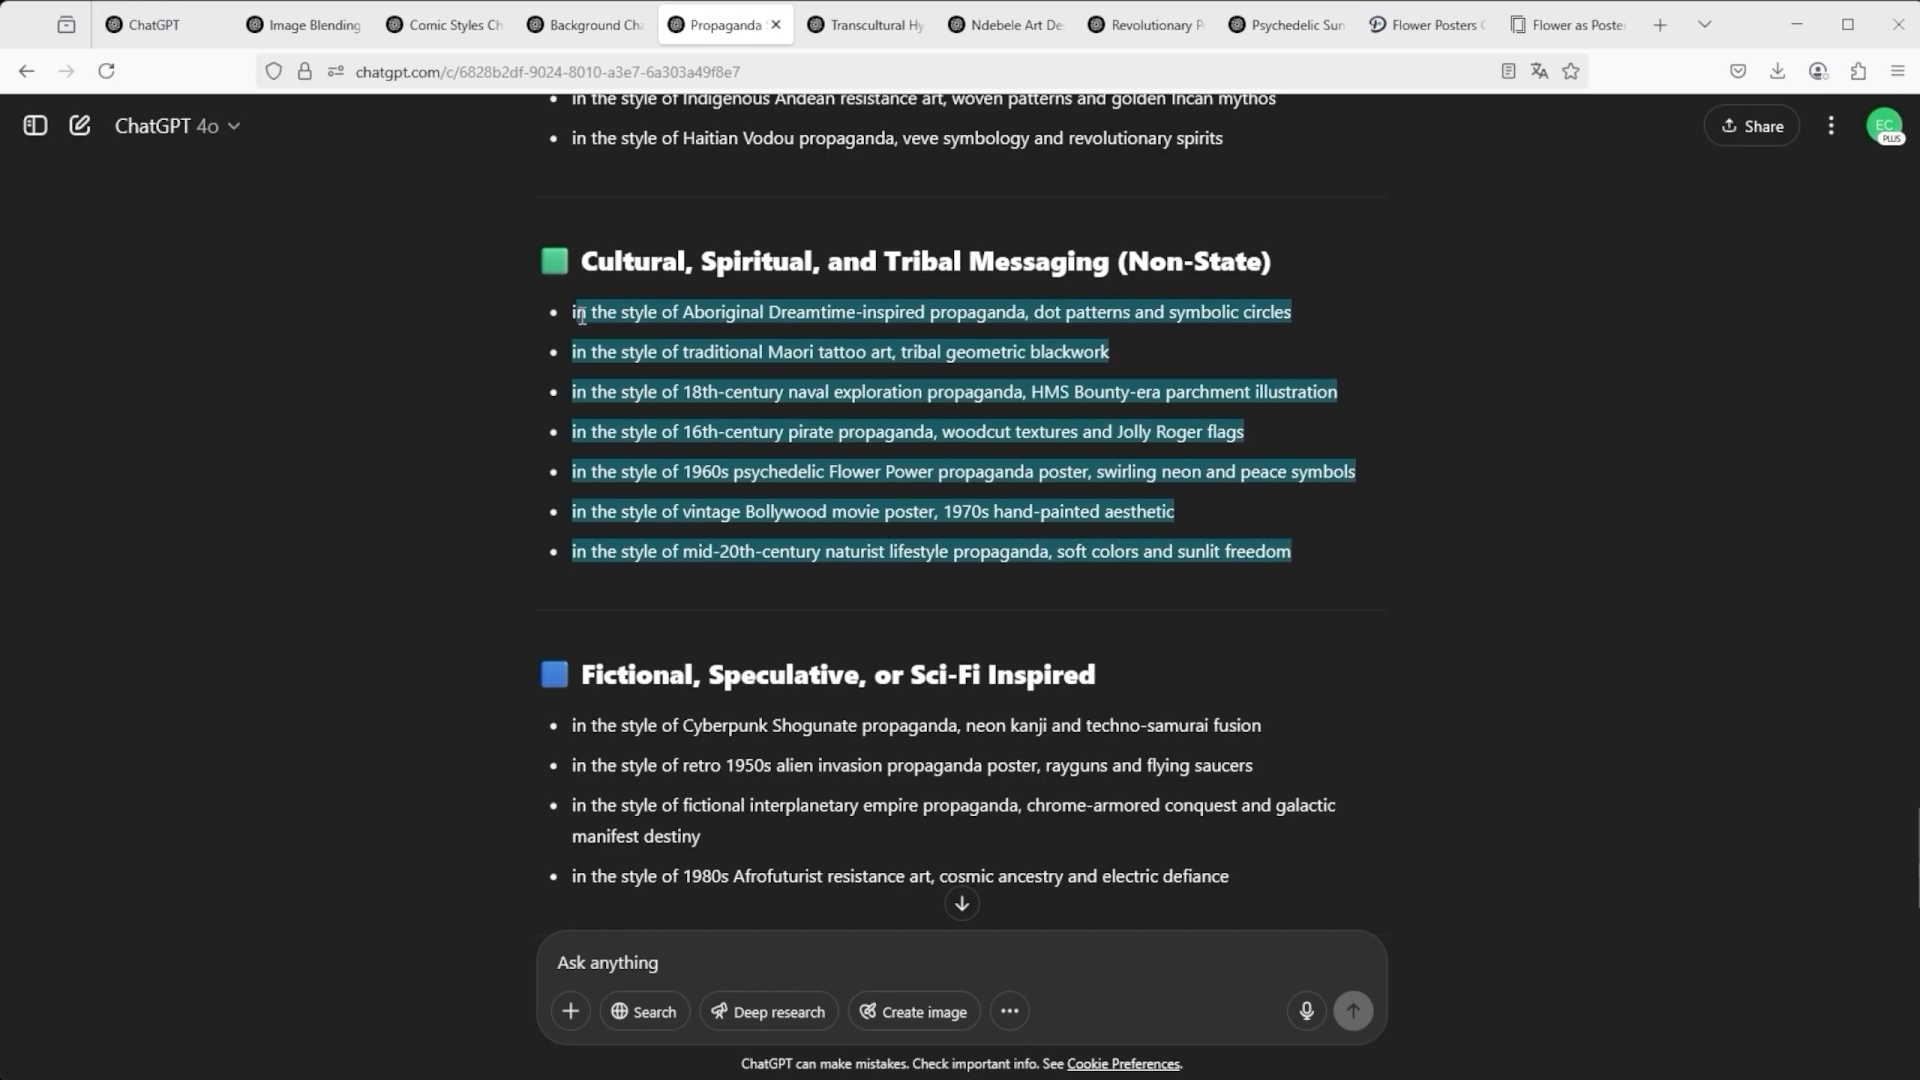 ChatGPT
Image Blending
Comic Styles Ch
Background Cha
Propaganda
Transcultural Hy
Ndebele Art De
Revolutionary P
Psychedelic Sun
Flower Posters
Flower as Poste
chatgpt.com/c/6828b2df-9024-8010-a3e7-6a303a49f8e7
ChatGPT 4o
Share
EC
PLUS
• in the style of Indigenous Andean resistance art, woven patterns and golden Incan mythos
• in the style of Haitian Vodou propaganda, veve symbology and revolutionary spirits
Cultural, Spiritual, and Tribal Messaging (Non-State)
• in the style of Aboriginal Dreamtime-inspired propaganda, dot patterns and symbolic circles
• in the style of traditional Maori tattoo art, tribal geometric blackwork
• in the style of 18th-century naval exploration propaganda, HMS Bounty-era parchment illustration
• in the style of 16th-century pirate propaganda, woodcut textures and Jolly Roger flags
• in the style of 1960s psychedelic Flower Power propaganda poster, swirling neon and peace symbols
• in the style of vintage Bollywood movie poster, 1970s hand-painted aesthetic
• in the style of mid-20th-century naturist lifestyle propaganda, soft colors and sunlit freedom
Fictional, Speculative, or Sci-Fi Inspired
• in the style of Cyberpunk Shogunate propaganda, neon kanji and techno-samurai fusion
• in the style of retro 1950s alien invasion propaganda poster, rayguns and flying saucers
• in the style of fictional interplanetary empire propaganda, chrome-armored conquest and galactic
manifest destiny
• in the style of 1980s Afrofuturist resistance art, cosmic ancestry and electric defiance
Ask anything
Search
Deep research
Create image
ChatGPT can make mistakes. Check important info. See Cookie Preferences.